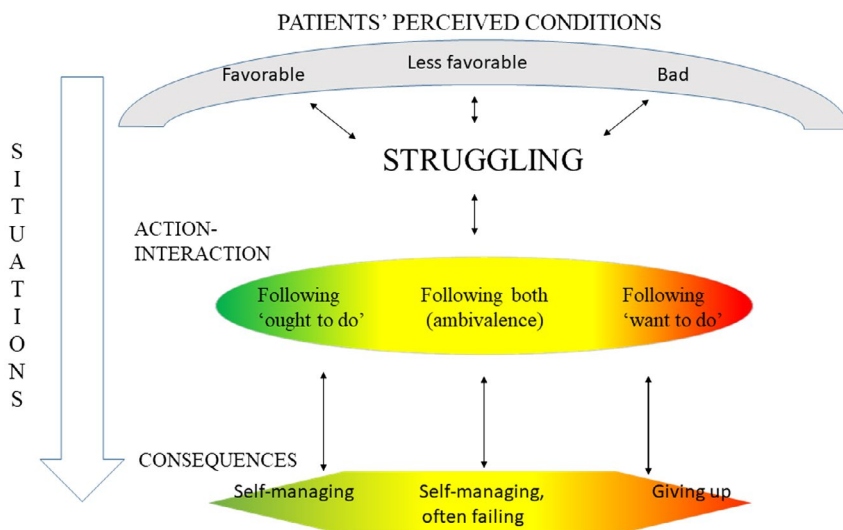 PATIENTS’ PERCEIVED CONDITIONS
Favorable
Less favorable
Bad
SITUATIONS
STRUGGLING
ACTION-
INTERACTION
Following
‘ought to do’
Following both
(ambivalence)
Following
‘want to do’
CONSEQUENCES
Self-managing
Self-managing,
often failing
Giving up